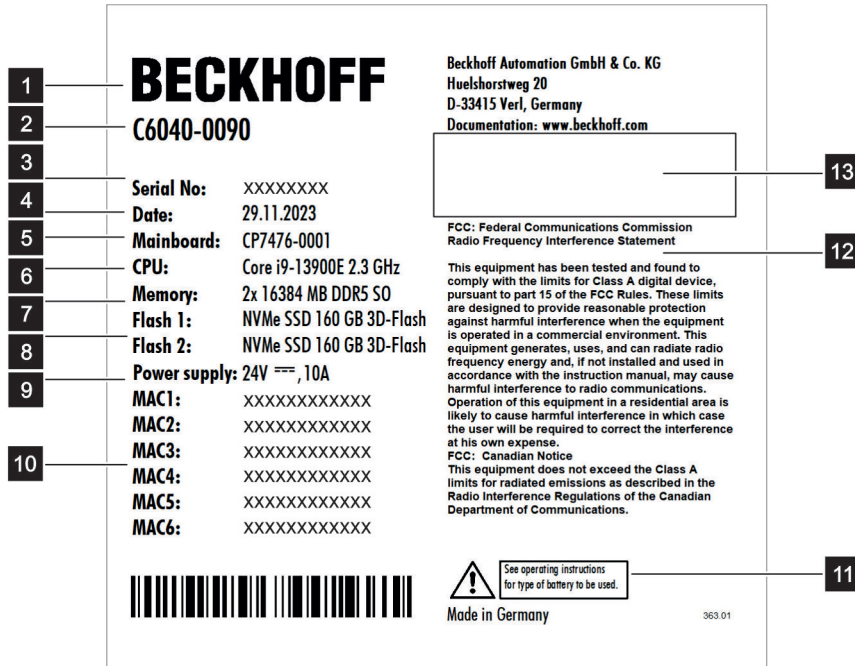 1
2
3
4
5
6
7
8
9
10
BECKHOFF
C6040-0090
Serial No: XXXXXXXX
Date: 29.11.2023
Mainboard: CP7476-0001
CPU: Core i9-13900E 2.3 GHz
Memory: 2x 16384 MB DDR5 SO
Flash 1: NVMe SSD 160 GB 3D-Flash
Flash 2: NVMe SSD 160 GB 3D-Flash
Power supply: 24V ⎓, 10A
MAC1: XXXXXXXXXXXX
MAC2: XXXXXXXXXXXX
MAC3: XXXXXXXXXXXX
MAC4: XXXXXXXXXXXX
MAC5: XXXXXXXXXXXX
MAC6: XXXXXXXXXXXX
Beckhoff Automation GmbH & Co. KG
Huelshorstweg 20
D-33415 Verl, Germany
Documentation: www.beckhoff.com
13
FCC: Federal Communications Commission
Radio Frequency Interference Statement
12
This equipment has been tested and found to
comply with the limits for Class A digital device,
pursuant to part 15 of the FCC Rules. These limits
are designed to provide reasonable protection
against harmful interference when the equipment
is operated in a commercial environment. This
equipment generates, uses, and can radiate radio
frequency energy and, if not installed and used in
accordance with the instruction manual, may cause
harmful interference to radio communications.
Operation of this equipment in a residential area is
likely to cause harmful interference in which case
the user will be required to correct the interference
at his own expense.
FCC: Canadian Notice
This equipment does not exceed the Class A
limits for radiated emissions as described in the
Radio Interference Regulations of the Canadian
Department of Communications.
See operating instructions
for type of battery to be used.
11
Made in Germany
363.01